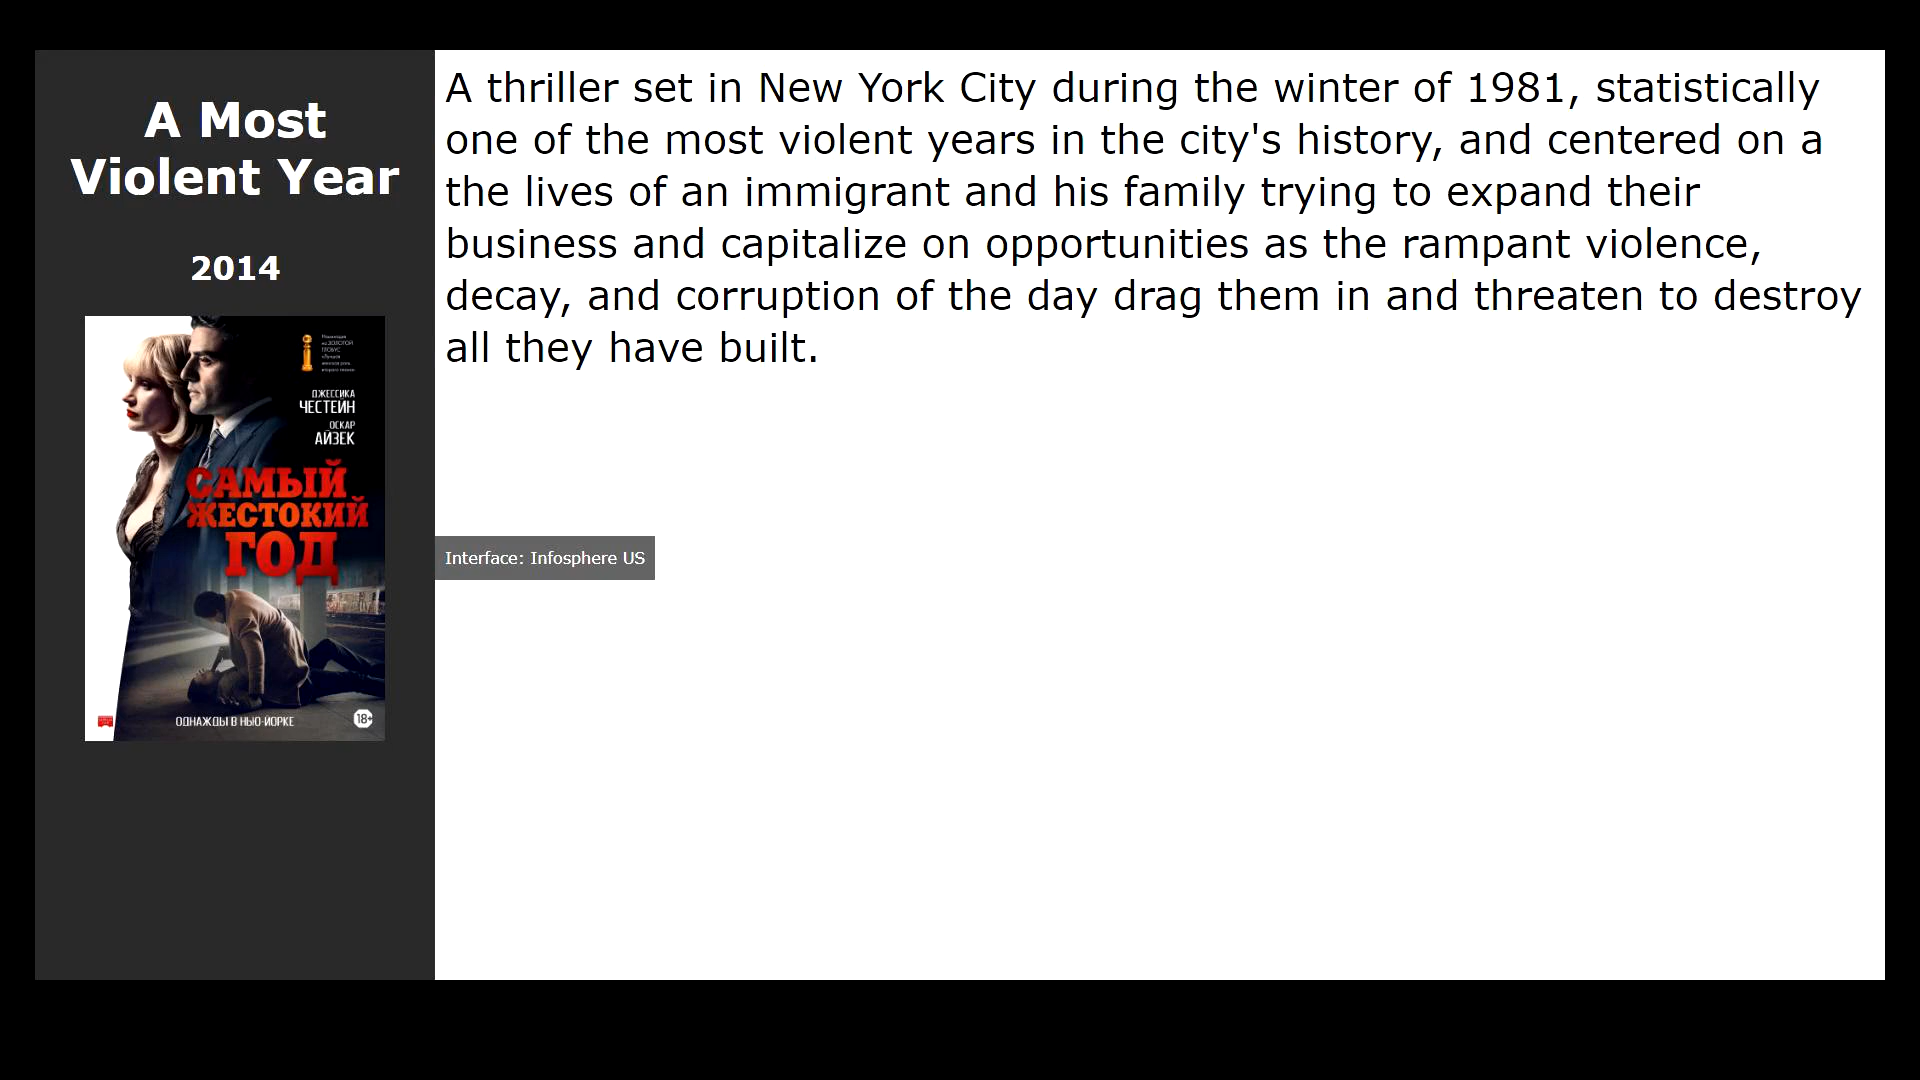 A Most
Violent Year
2014
ДЖЕССИКА
ЧЕСТЕЙН
ОСКАР
АЙЗЕК
САМЫЙ
ЖЕСТОКИЙ
ГОД
ОДНАЖДЫ В НЬЮ-ЙОРКЕ
18+
A thriller set in New York City during the winter of 1981, statistically
one of the most violent years in the city's history, and centered on a
the lives of an immigrant and his family trying to expand their
business and capitalize on opportunities as the rampant violence,
decay, and corruption of the day drag them in and threaten to destroy
all they have built.
Interface: Infosphere US